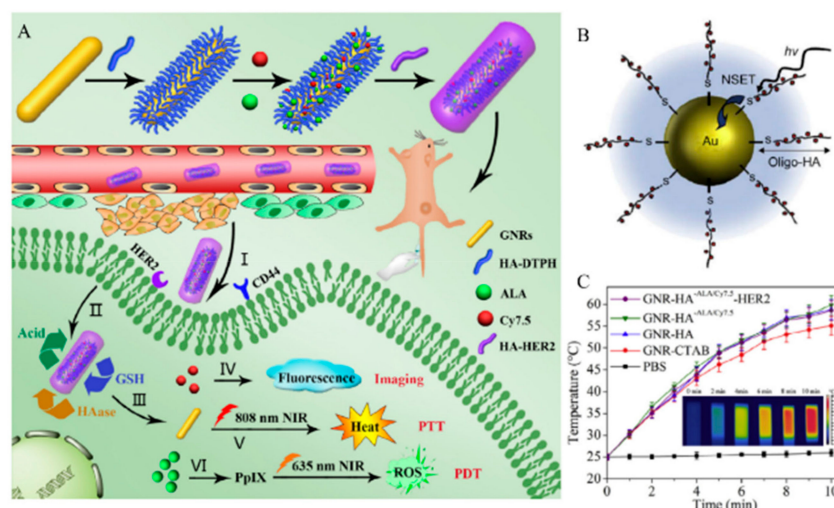 A
GNRs
HA-DTPH
ALA
Cy7.5
HA-HER2
HER2
I
CD44
II
Acid
GSH
HAase
III
IV
Fluorescence
Imaging
808 nm NIR
V
Heat
PTT
VI
PpIX
635 nm NIR
ROS
PDT
B
hv
NSET
S
S
S
S
S
S
S
S
Au
Oligo-HA
C
GNR-HA-ALA/Cy7.5-HER2
GNR-HA-ALA/Cy7.5
GNR-HA
GNR-CTAB
PBS
Temperature (°C)
60
55
50
45
40
35
30
25
20
0 min
2 min
4 min
6 min
8 min
10 min
0
2
4
6
8
10
Time (min)